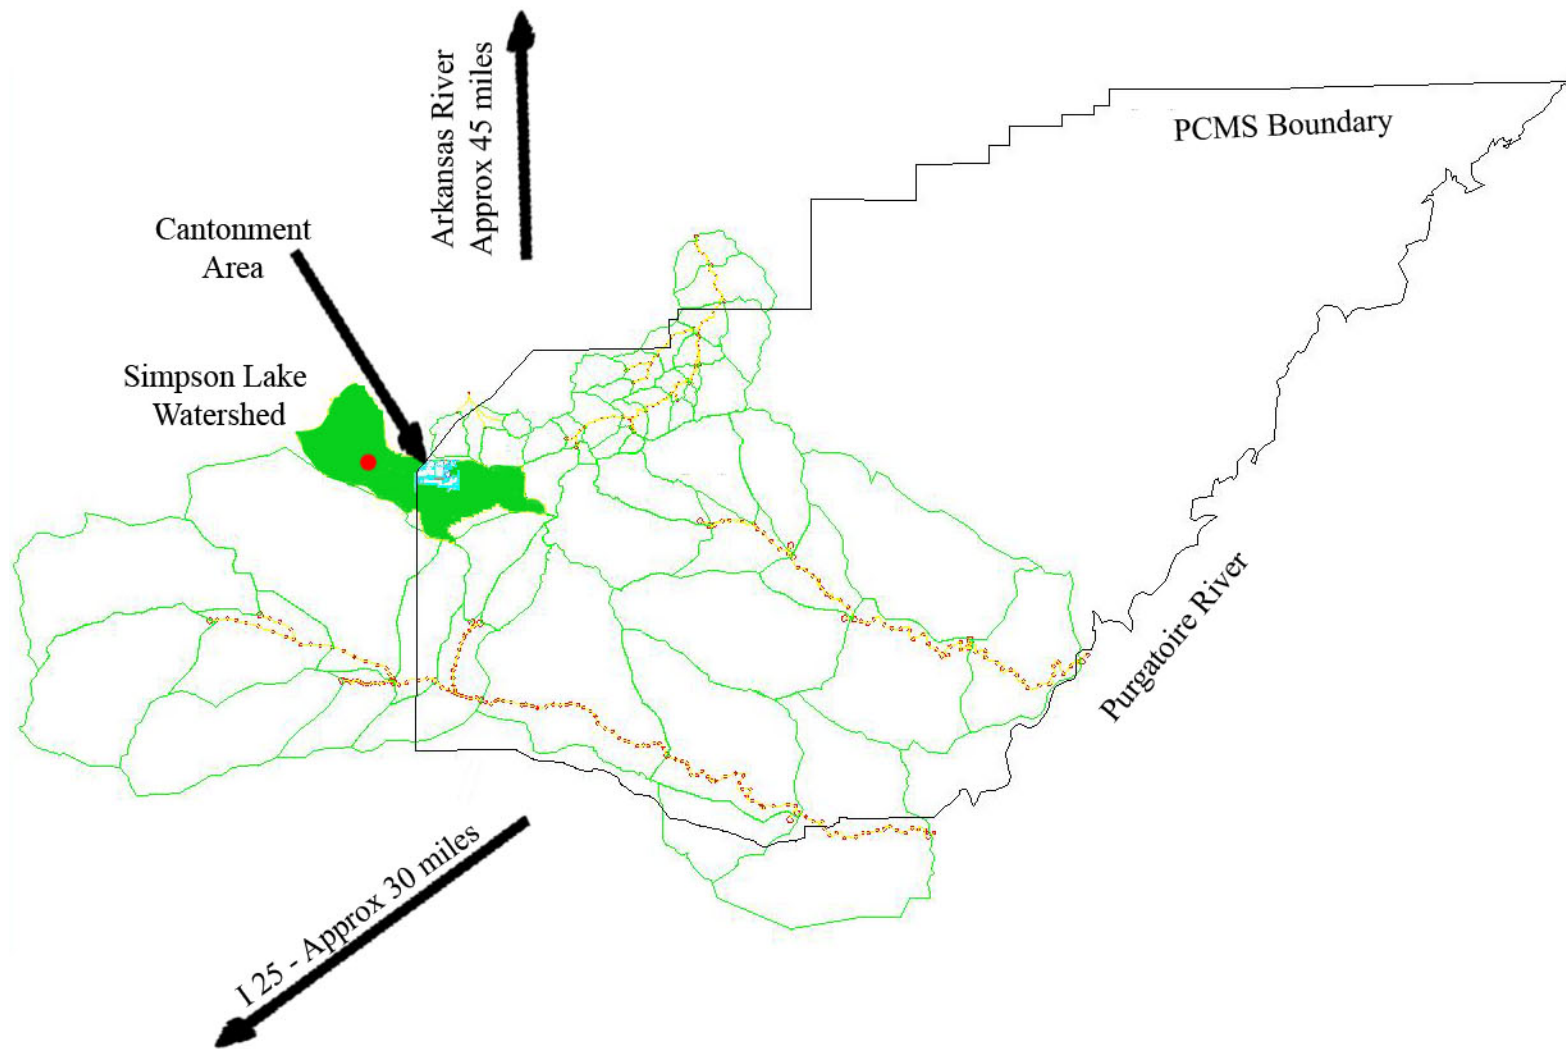 Arkansas River
Approx 45 miles
PCMS Boundary
Cantonment
Area
Simpson Lake
Watershed
Purgatoire River
I 25 - Approx 30 miles